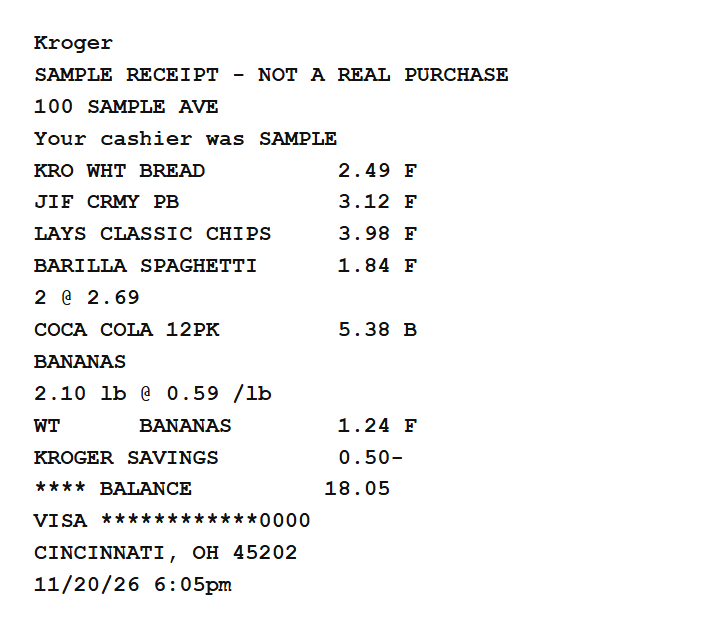 Kroger
SAMPLE RECEIPT - NOT A REAL PURCHASE
100 SAMPLE AVE
Your cashier was SAMPLE
KRO WHT BREAD 2.49 F
JIF CRMY PB 3.12 F
LAYS CLASSIC CHIPS 3.98 F
BARILLA SPAGHETTI 1.84 F
2 @ 2.69
COCA COLA 12PK 5.38 B
BANANAS
2.10 lb @ 0.59 /lb
WT BANANAS 1.24 F
KROGER SAVINGS 0.50-
**** BALANCE 18.05
VISA ************0000
CINCINNATI, OH 45202
11/20/26 6:05pm